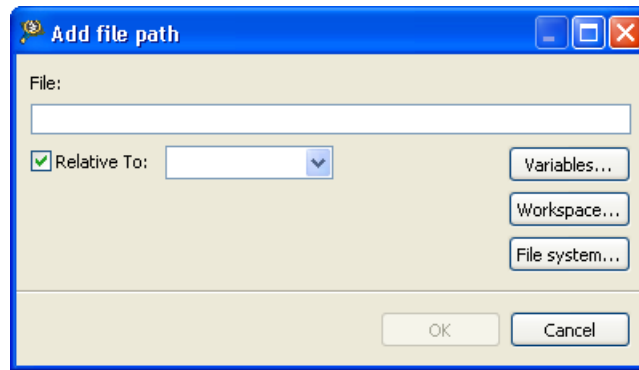 Add file path
File:
Relative To:
Variables...
Workspace...
File system...
OK
Cancel